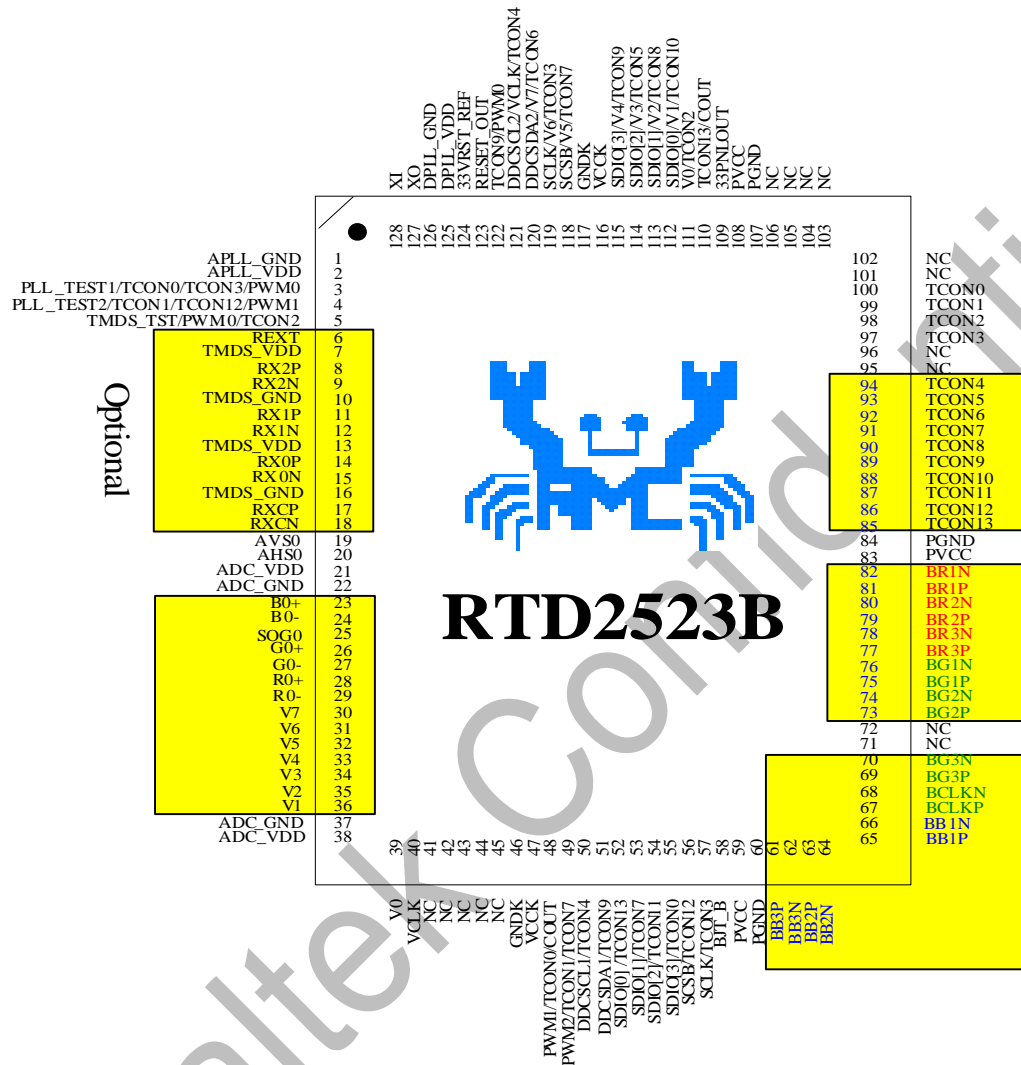 XI
XO
DPLL_GND
DPLL_VDD
33VRST_REF
RESET_OUT
TCON9/PWM0
DDCSCL2/VCLK/TCON4
DDCSDA2/V7/TCON6
SCLK/V6/TCON3
SCSB/V5/TCON7
GNDK
VCCK
SDIO[3]/V4/TCON9
SDIO[2]/V3/TCON5
SDIO[1]/V2/TCON8
SDIO[0]/V1/TCON10
V0/TCON2
TCON13/COUT
33PNLOUT
PVCC
PGND
NC
NC
NC
NC
128
127
126
125
124
123
122
121
120
119
118
117
116
115
114
113
112
111
110
109
108
107
106
105
104
103
APLL_GND 1
APLL_VDD 2
PLL_TEST1/TCON0/TCON3/PWM0 3
PLL_TEST2/TCON1/TCON12/PWM1 4
TMDS_TST/PWM0/TCON2 5
REXT 6
TMDS_VDD 7
RX2P 8
RX2N 9
TMDS_GND 10
RX1P 11
RX1N 12
TMDS_VDD 13
RX0P 14
RX0N 15
TMDS_GND 16
RXCP 17
RXCN 18
AVS0 19
AHS0 20
ADC_VDD 21
ADC_GND 22
B0+ 23
B0- 24
SOG0 25
G0+ 26
G0- 27
R0+ 28
R0- 29
V7 30
V6 31
V5 32
V4 33
V3 34
V2 35
V1 36
ADC_GND 37
ADC_VDD 38
Optional
RTD2523B
102 NC
101 NC
100 TCON0
99 TCON1
98 TCON2
97 TCON3
96 NC
95 NC
94 TCON4
93 TCON5
92 TCON6
91 TCON7
90 TCON8
89 TCON9
88 TCON10
87 TCON11
86 TCON12
85 TCON13
84 PGND
83 PVCC
82 BR1N
81 BR1P
80 BR2N
79 BR2P
78 BR3N
77 BR3P
76 BG1N
75 BG1P
74 BG2N
73 BG2P
72 NC
71 NC
70 BG3N
69 BG3P
68 BCLKN
67 BCLKP
66 BB1N
65 BB1P
39
40
41
42
43
44
45
46
47
48
49
50
51
52
53
54
55
56
57
58
59
60
61
62
63
64
V0
VCLK
NC
NC
NC
NC
NC
GNDK
VCCK
PWM1/TCON0/COUT
PWM2/TCON1/TCON7
DDCSCL1/TCON4
DDCSDA1/TCON9
SDIO[0]/TCON13
SDIO[1]/TCON7
SDIO[2]/TCON11
SDIO[3]/TCON0
SCSB/TCON12
SCLK/TCON3
BJT_B
PVCC
PGND
BB3P
BB3N
BB2P
BB2N
altek Confid nti